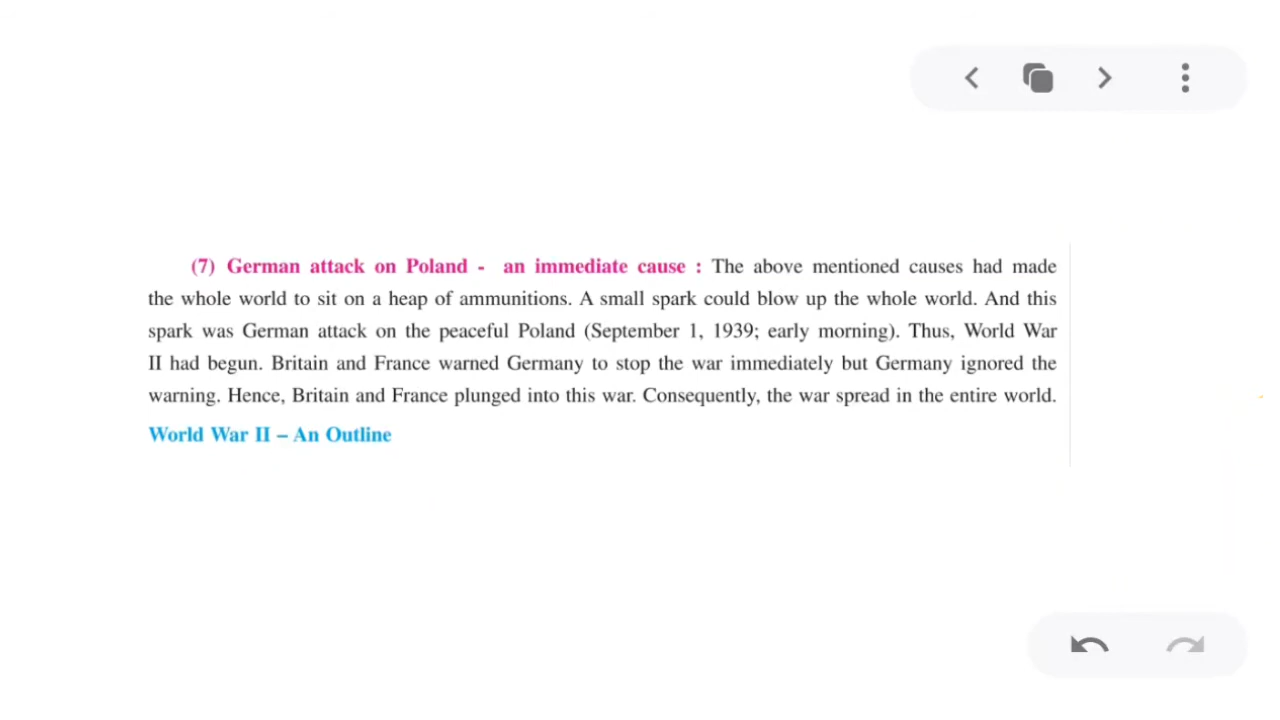 (7) German attack on Poland - an immediate cause : The above mentioned causes had made
the whole world to sit on a heap of ammunitions. A small spark could blow up the whole world. And this
spark was German attack on the peaceful Poland (September 1, 1939; early morning). Thus, World War
II had begun. Britain and France warned Germany to stop the war immediately but Germany ignored the
warning. Hence, Britain and France plunged into this war. Consequently, the war spread in the entire world.
World War II – An Outline